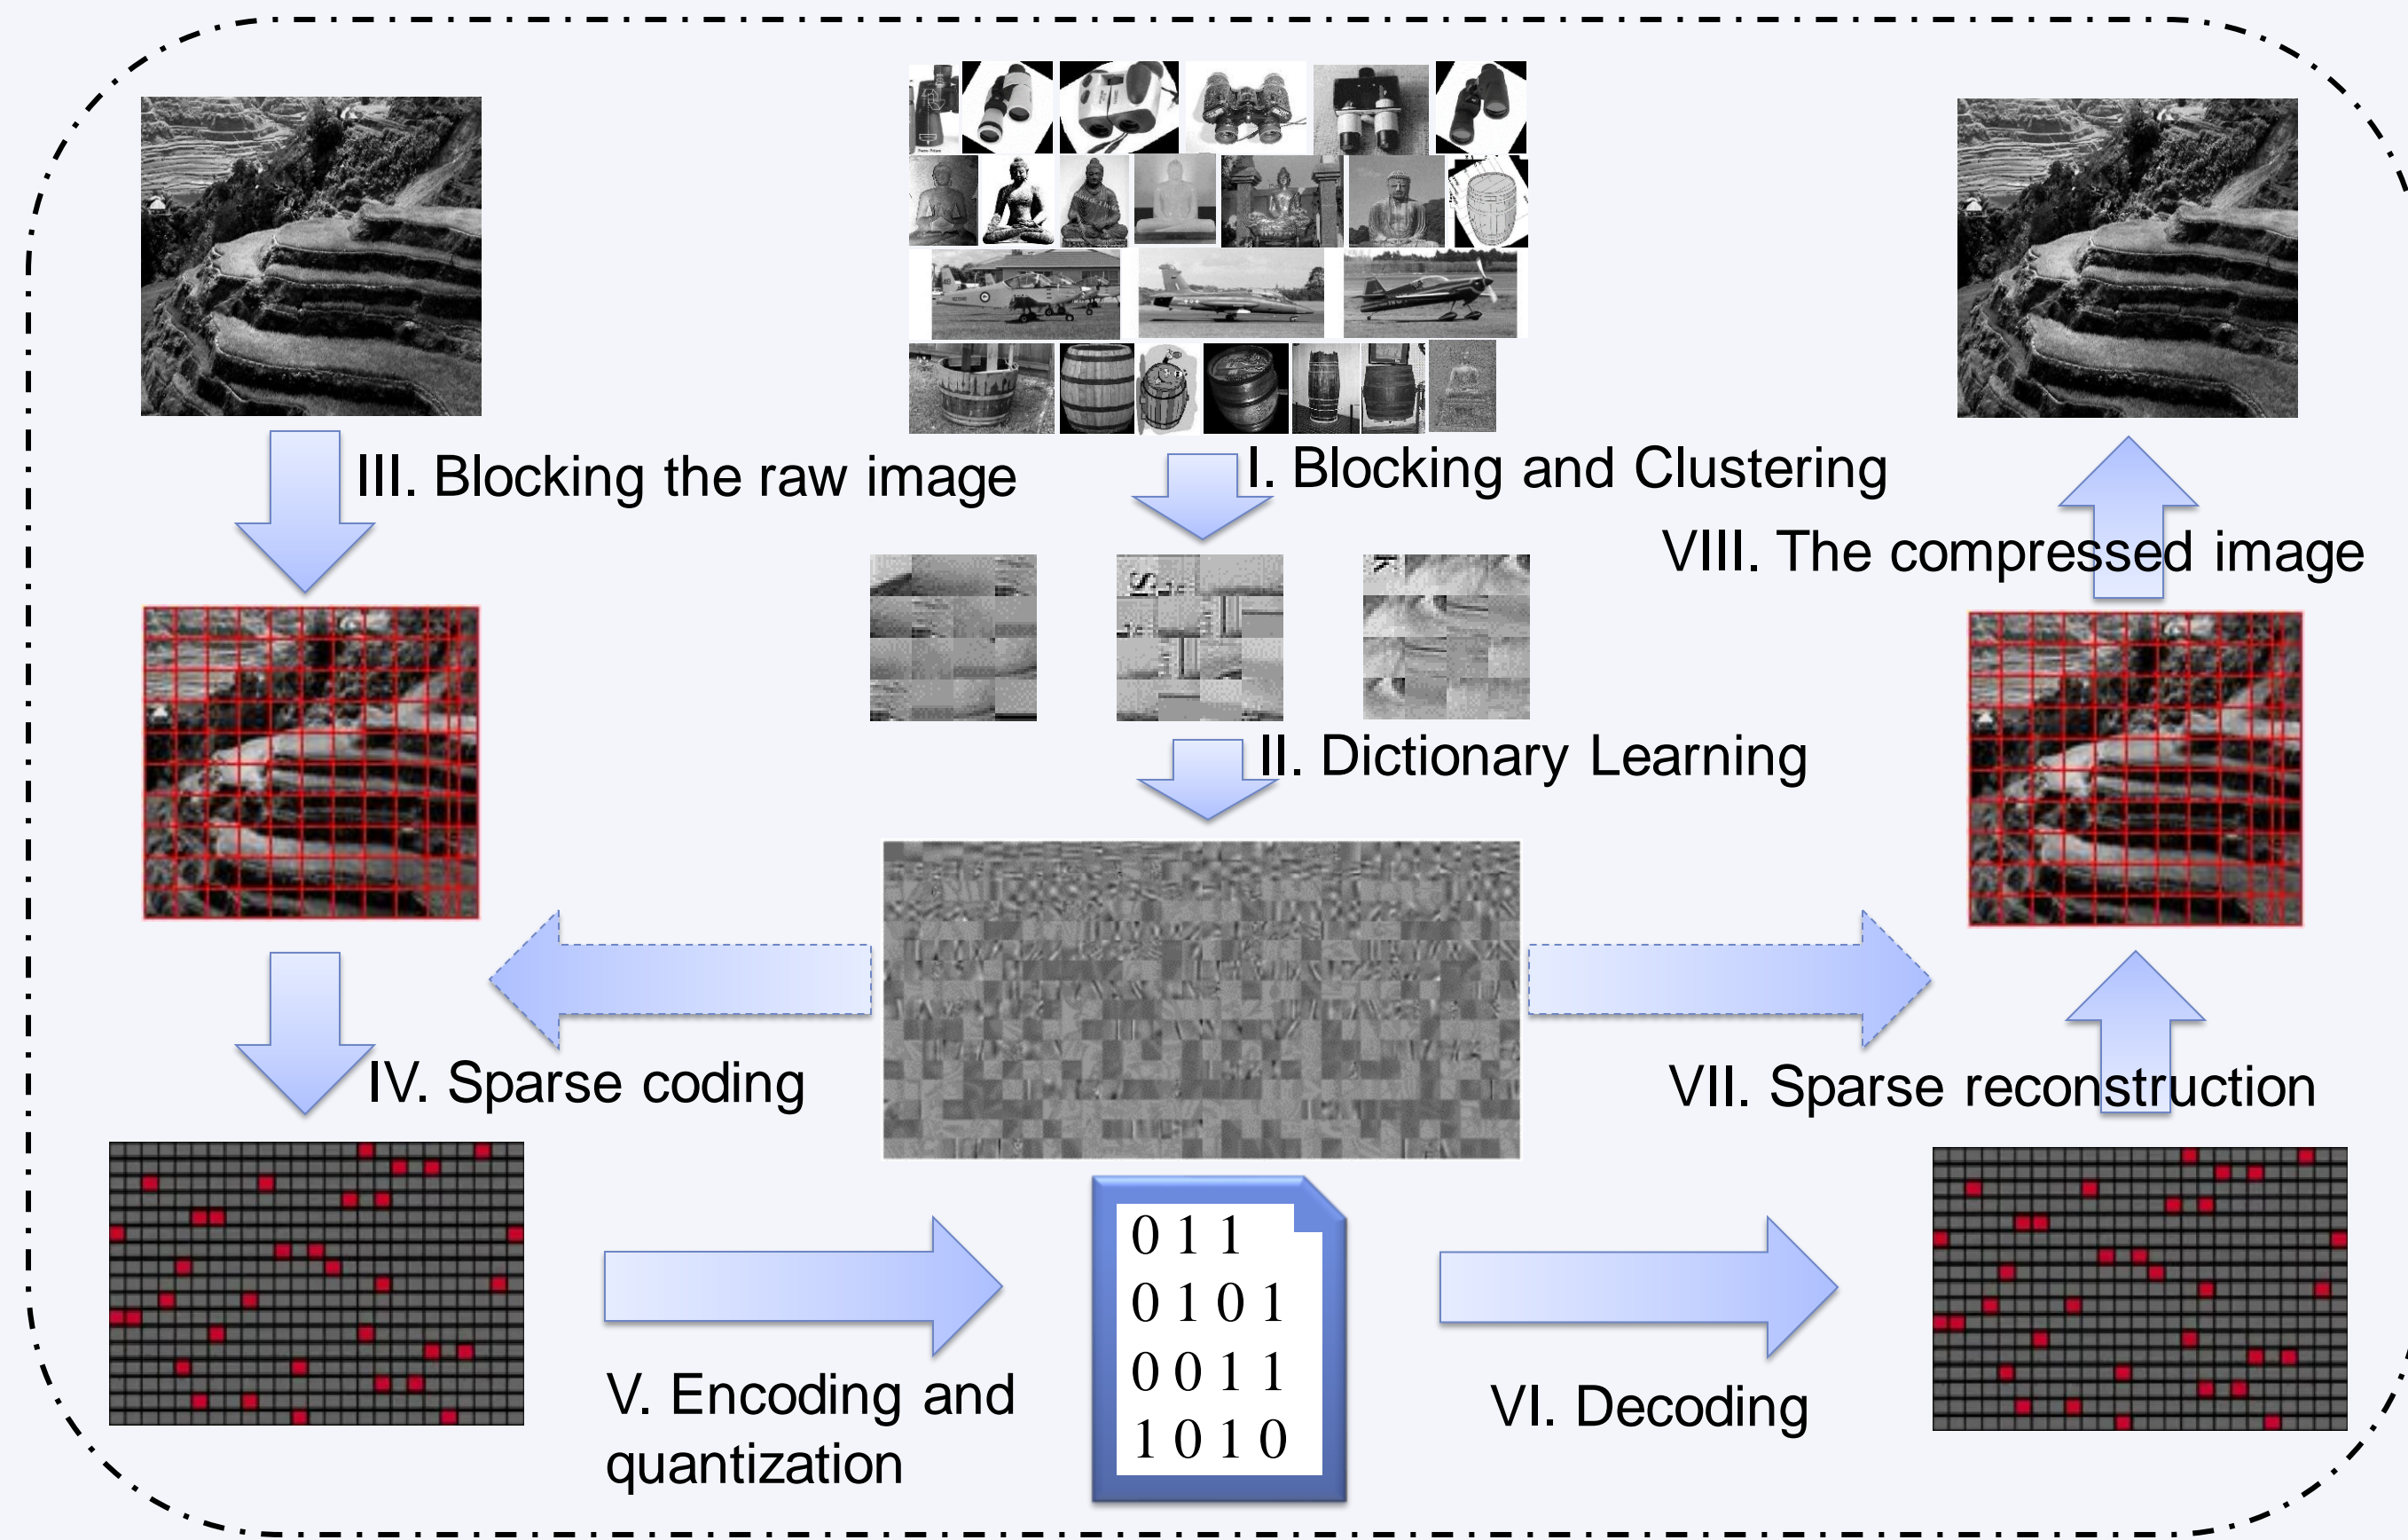 III. Blocking the raw image
I. Blocking and Clustering
VIII. The compressed image
II. Dictionary Learning
IV. Sparse coding
VII. Sparse reconstruction
V. Encoding and
quantization
0 1 1
0 1 0 1
0 0 1 1
1 0 1 0
VI. Decoding